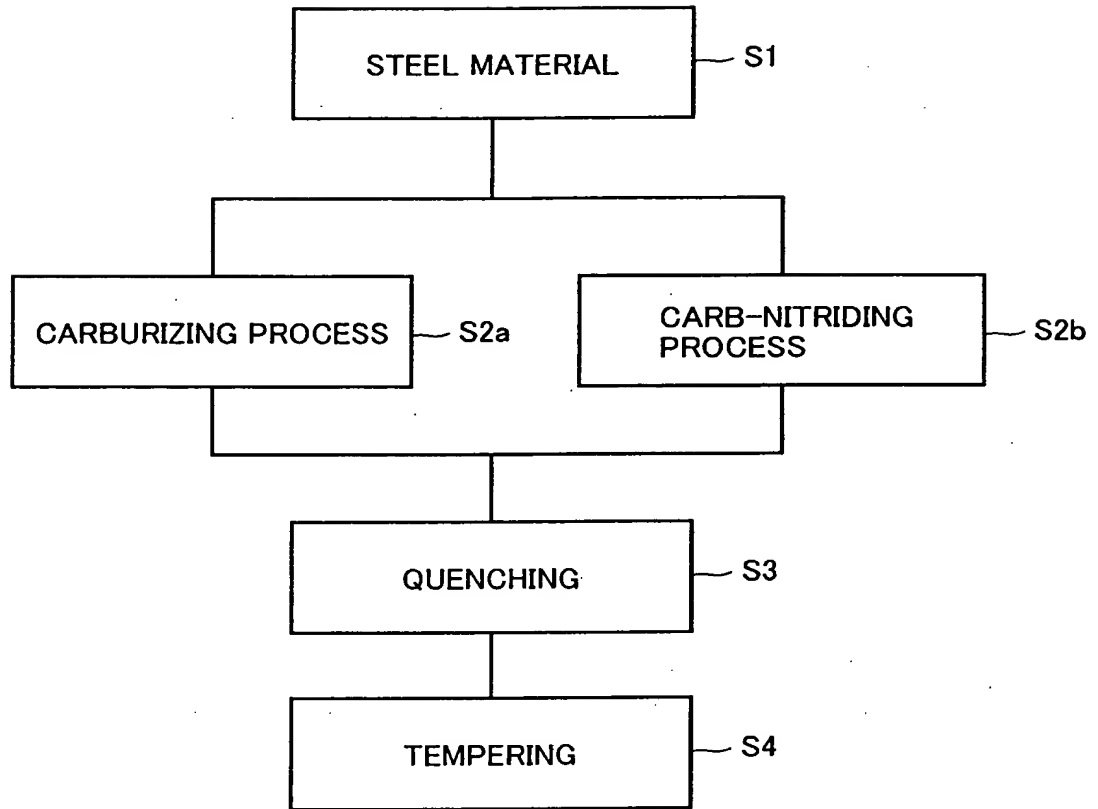 STEEL MATERIAL
S1
CARBURIZING PROCESS
S2a
CARB-NITRIDING
PROCESS
S2b
QUENCHING
S3
TEMPERING
S4